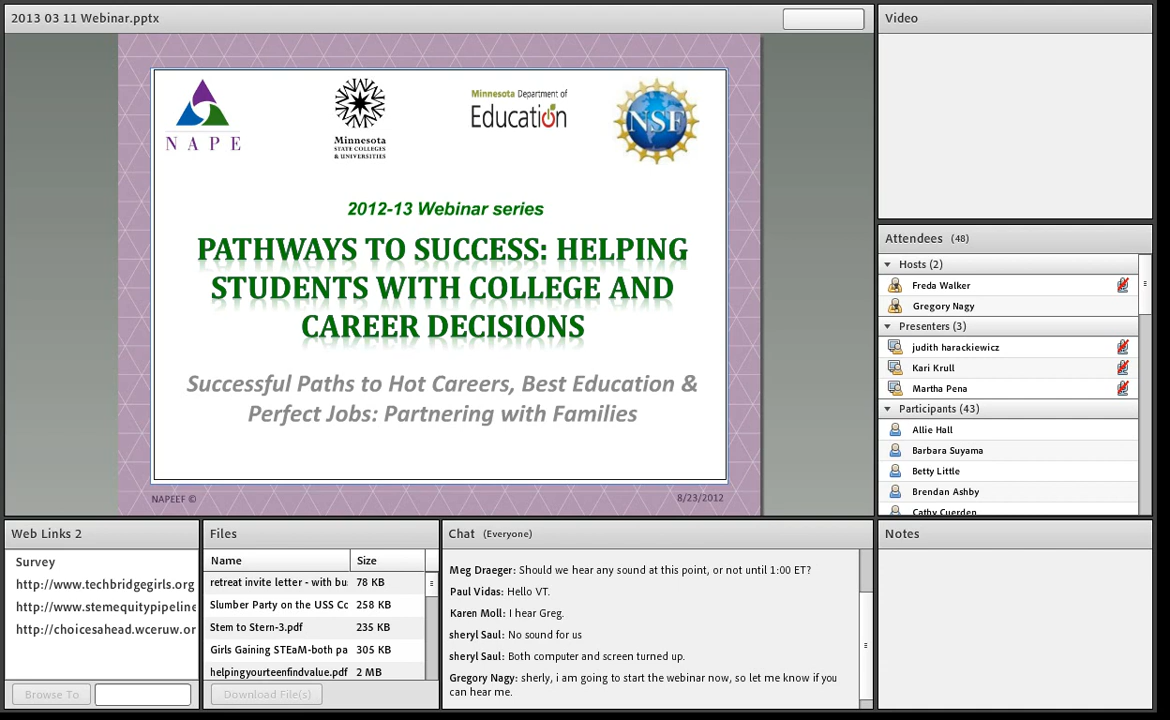 2013 03 11 Webinar.pptx
NAPE
Minnesota
STATE COLLEGES
& UNIVERSITIES
Minnesota Department of
Education
NSF
2012-13 Webinar series
PATHWAYS TO SUCCESS: HELPING
STUDENTS WITH COLLEGE AND
CAREER DECISIONS
Successful Paths to Hot Careers, Best Education &
Perfect Jobs: Partnering with Families
NAPEEF ©
8/23/2012
Video
Attendees (48)
Hosts (2)
Freda Walker
Gregory Nagy
Presenters (3)
judith harackiewicz
Kari Krull
Martha Pena
Participants (43)
Allie Hall
Barbara Suyama
Betty Little
Brendan Ashby
Cathy Cuerden
Web Links 2
Survey
http://www.techbridgegirls.org
http://www.stemequitypipeline
http://choicesahead.wceruw.or
Browse To
Files
Name Size
retreat invite letter - with bu 78 KB
Slumber Party on the USS Cc 258 KB
Stem to Stern-3.pdf 235 KB
Girls Gaining STEaM-both pa 305 KB
helpingyourteenfindvalue.pdf 2 MB
Download File(s)
Chat (Everyone)
Meg Draeger: Should we hear any sound at this point, or not until 1:00 ET?
Paul Vidas: Hello VT.
Karen Moll: I hear Greg.
sheryl Saul: No sound for us
sheryl Saul: Both computer and screen turned up.
Gregory Nagy: sherly, i am going to start the webinar now, so let me know if you
can hear me.
Notes